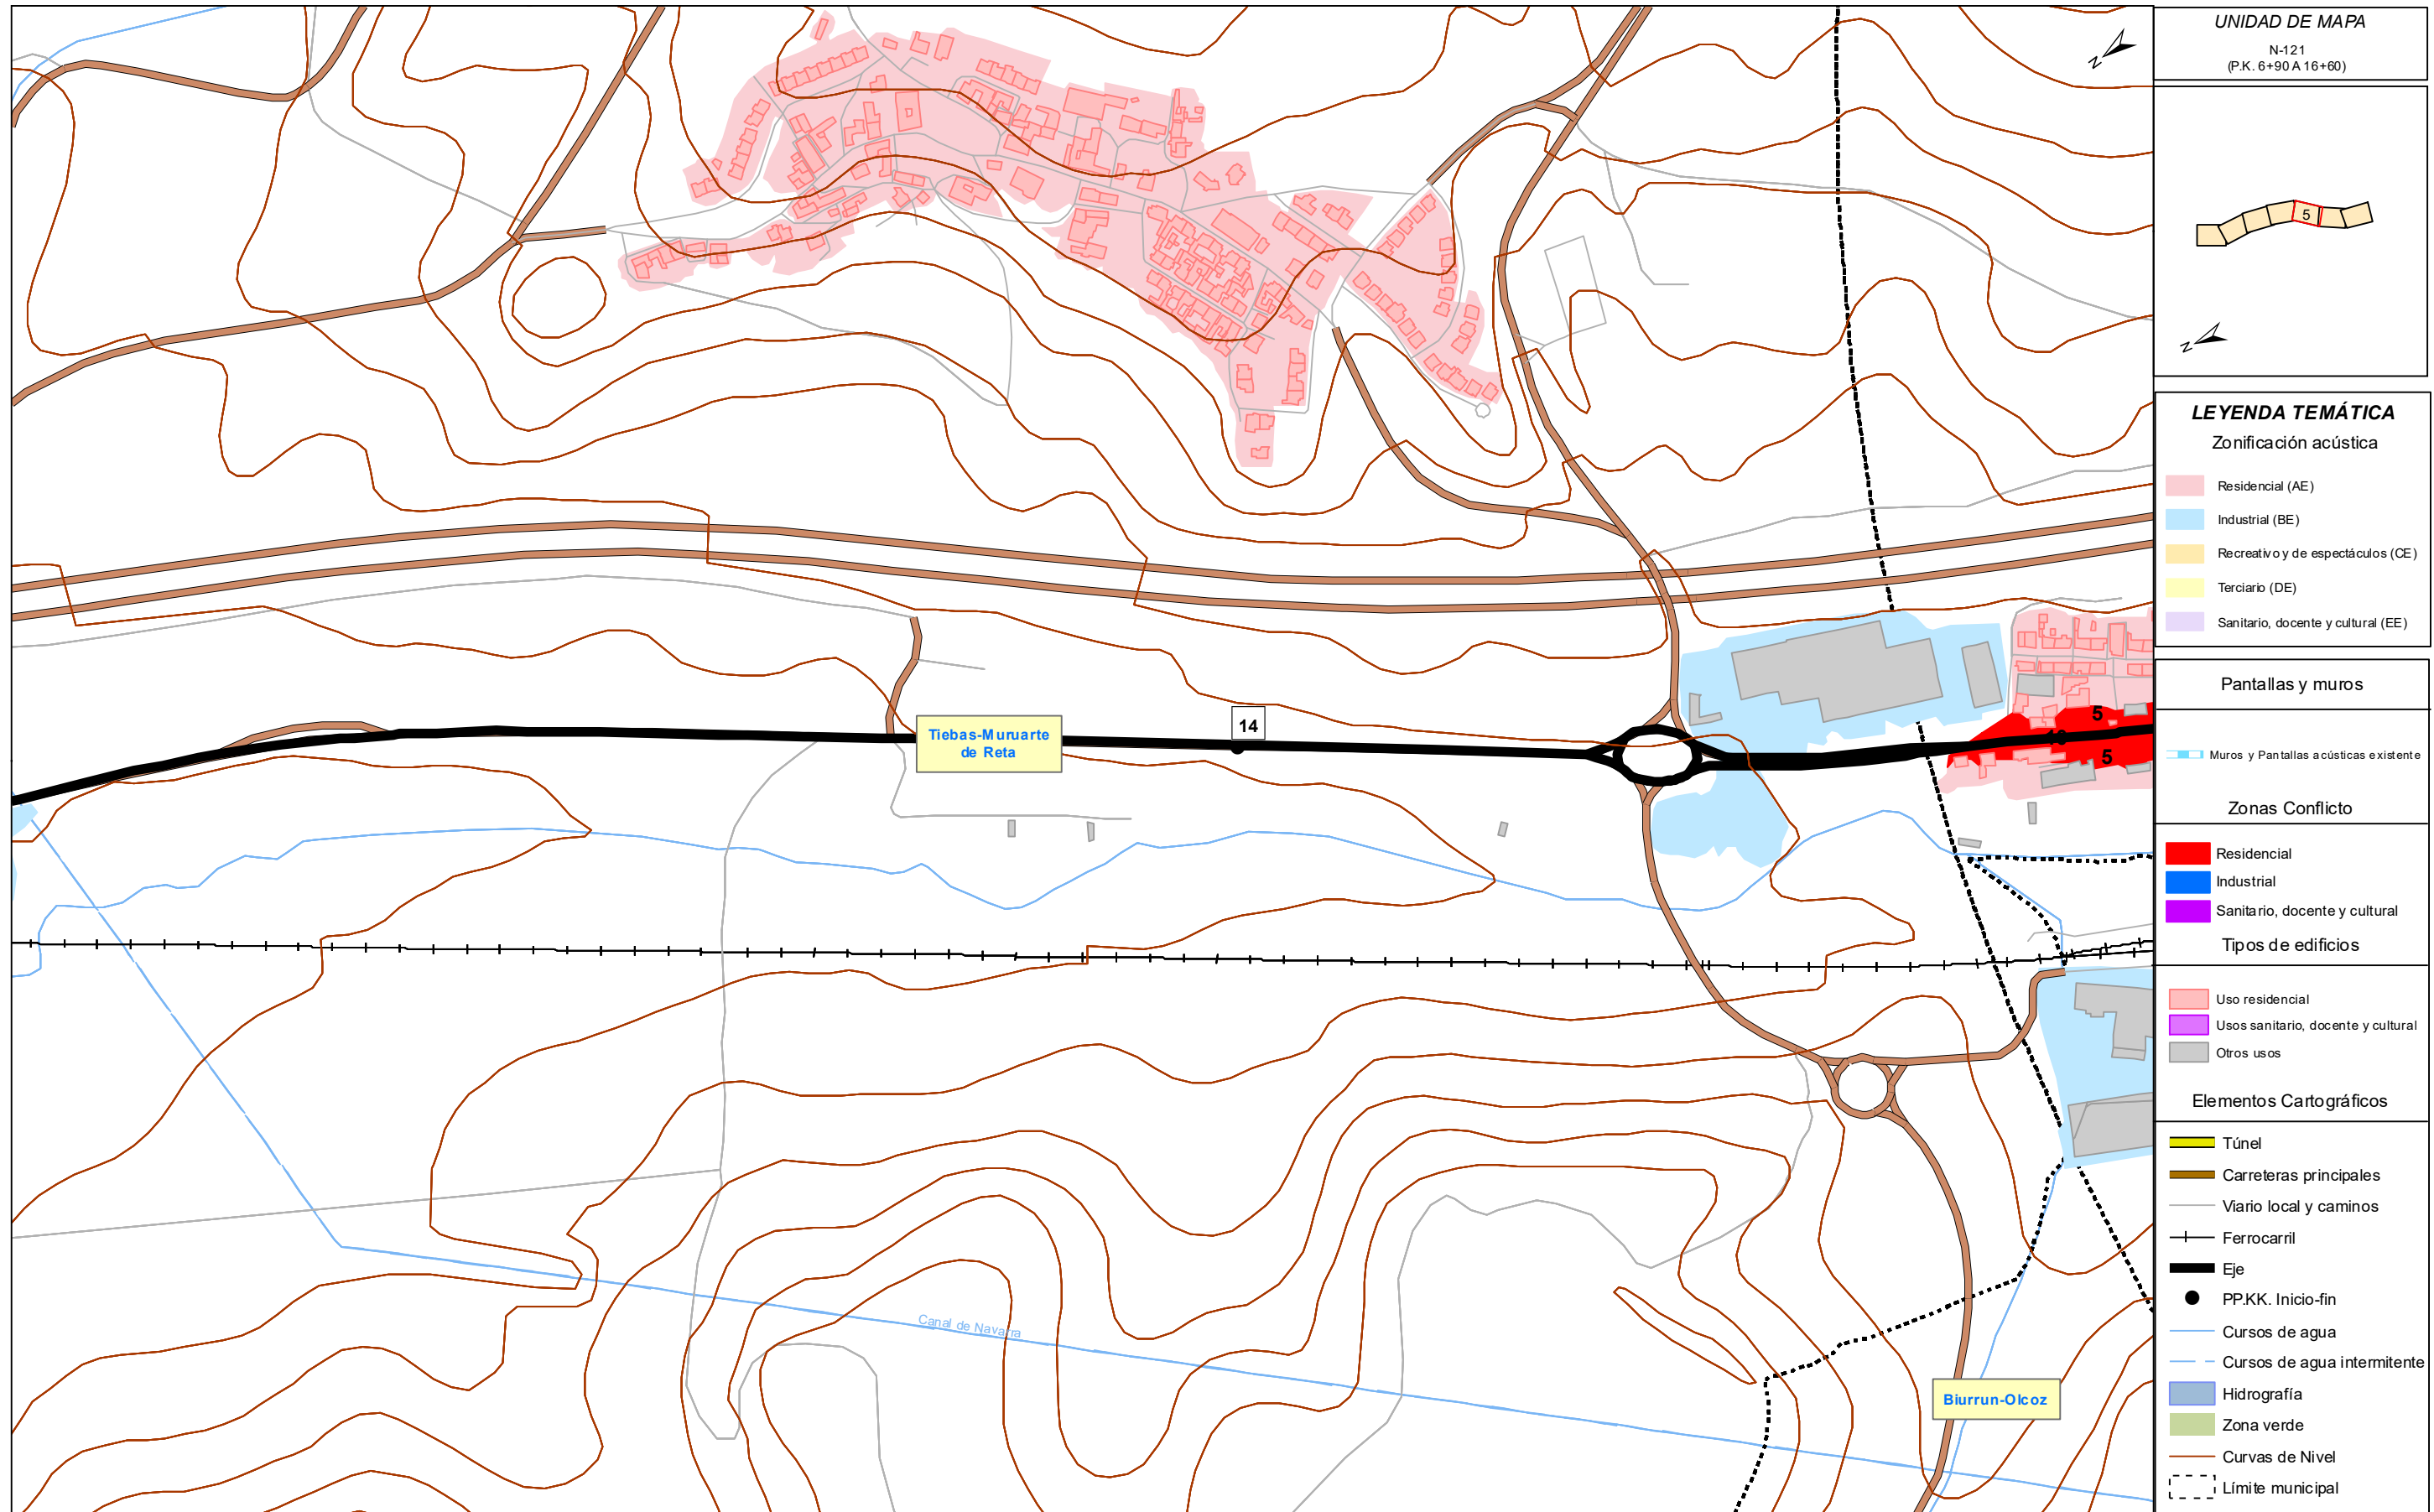 UNIDAD DE MAPA
N-121
(P.K. 6+90 A 16+60)
N
5
N
LEYENDA TEMÁTICA
Zonificación acústica
Residencial (AE)
Industrial (BE)
Recreativo y de espectáculos (CE)
Terciario (DE)
Sanitario, docente y cultural (EE)
Pantallas y muros
Muros y Pantallas acústicas existente
Zonas Conflicto
Residencial
Industrial
Sanitario, docente y cultural
Tipos de edificios
Uso residencial
Usos sanitario, docente y cultural
Otros usos
Elementos Cartográficos
Túnel
Carreteras principales
Viario local y caminos
Ferrocarril
Eje
PP.KK. Inicio-fin
Cursos de agua
Cursos de agua intermitente
Hidrografía
Zona verde
Curvas de Nivel
Límite municipal
Tiebas-Muruarte
de Reta
14
5
5
Canal de Navarra
Biurrun-Olcoz